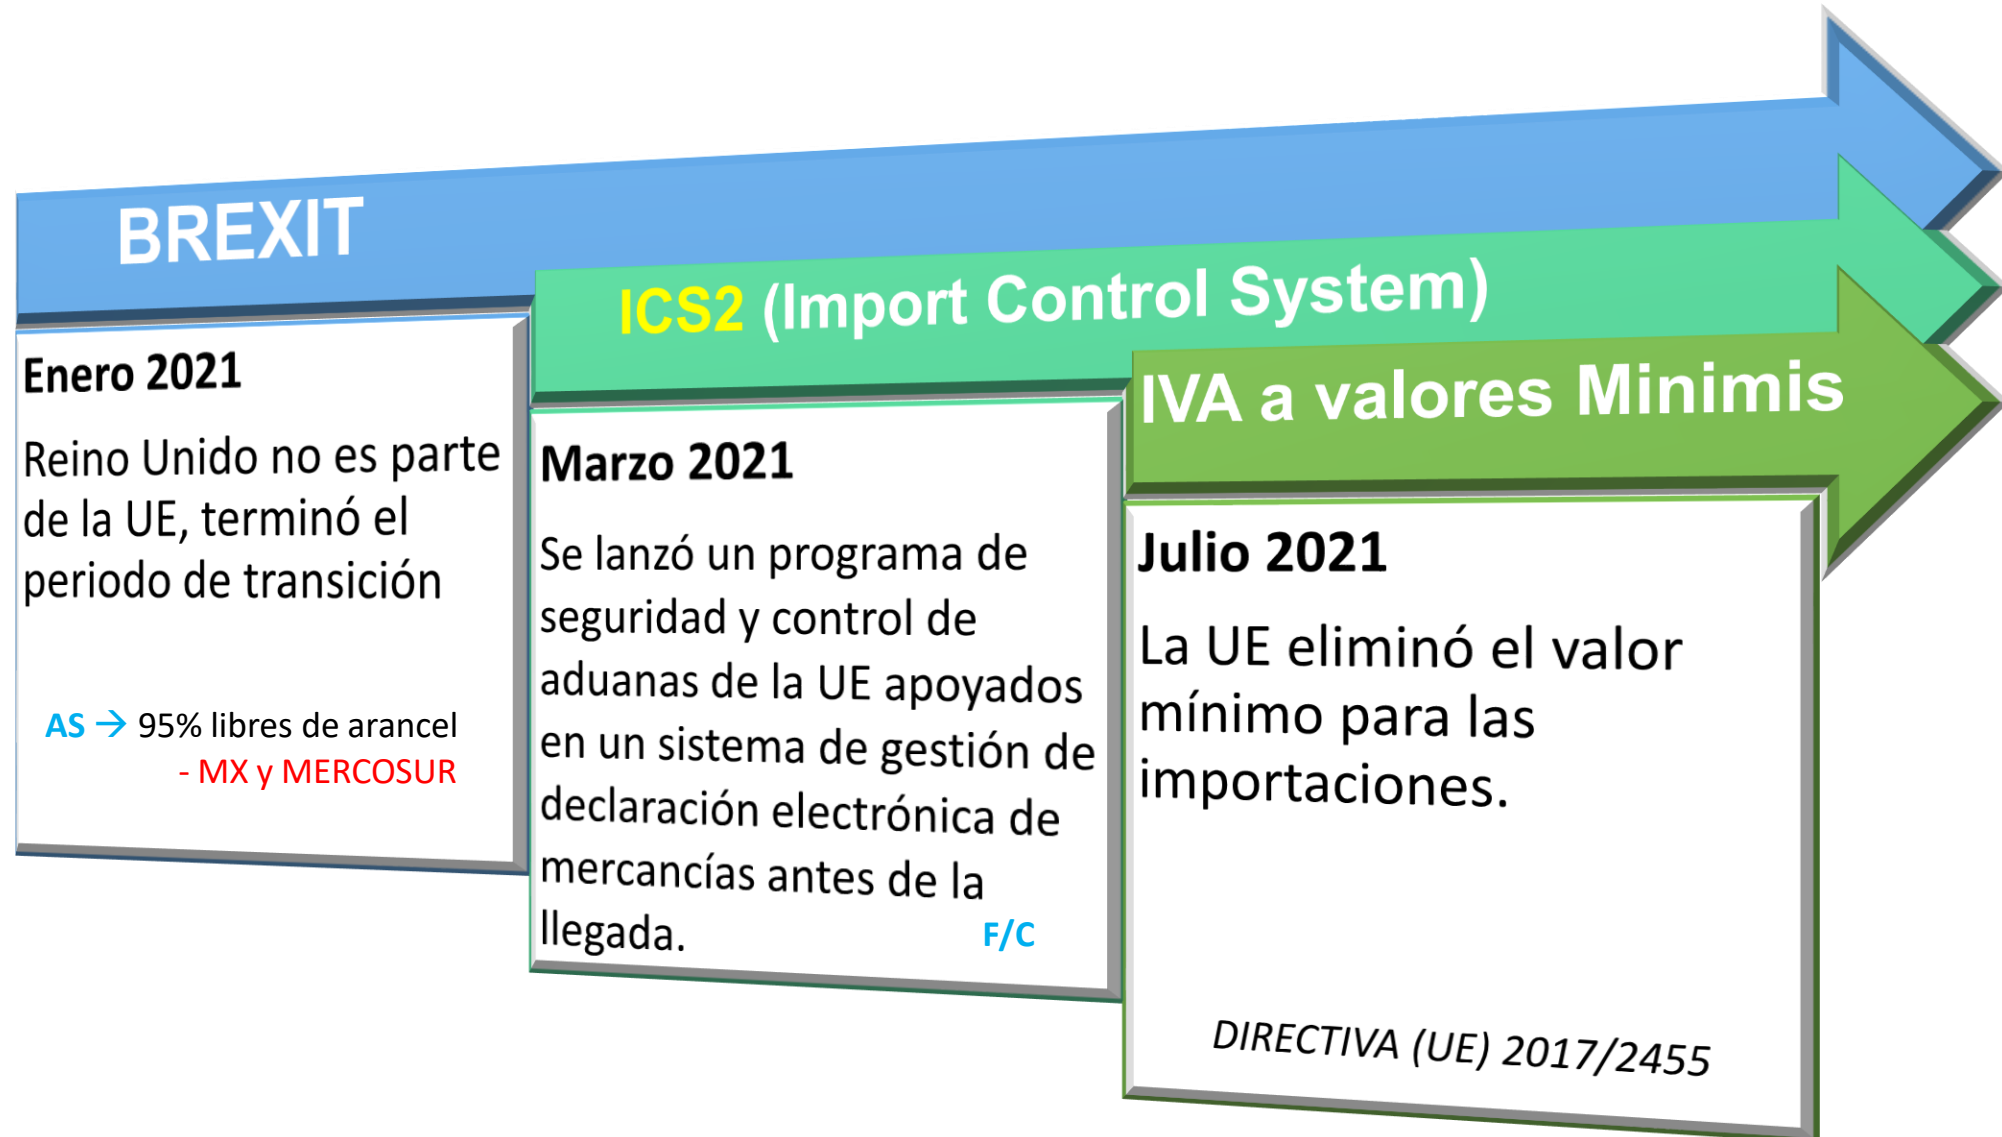 BREXIT
Enero 2021
Reino Unido no es parte
de la UE, terminó el
periodo de transición
AS → 95% libres de arancel
- MX y MERCOSUR
ICS2 (Import Control System)
Marzo 2021
Se lanzó un programa de
seguridad y control de
aduanas de la UE apoyados
en un sistema de gestión de
declaración electrónica de
mercancías antes de la
llegada.
F/C
IVA a valores Minimis
Julio 2021
La UE eliminó el valor
mínimo para las
importaciones.
DIRECTIVA (UE) 2017/2455